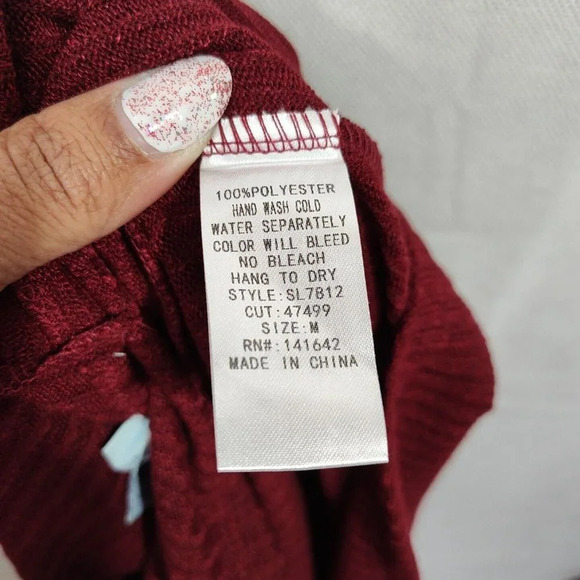 100%POLYESTER
HAND WASH COLD
WATER SEPARATELY
COLOR WILL BLEED
NO BLEACH
HANG TO DRY
STYLE:SL7812
CUT:47499
SIZE:M
RN#:141642
MADE IN CHINA